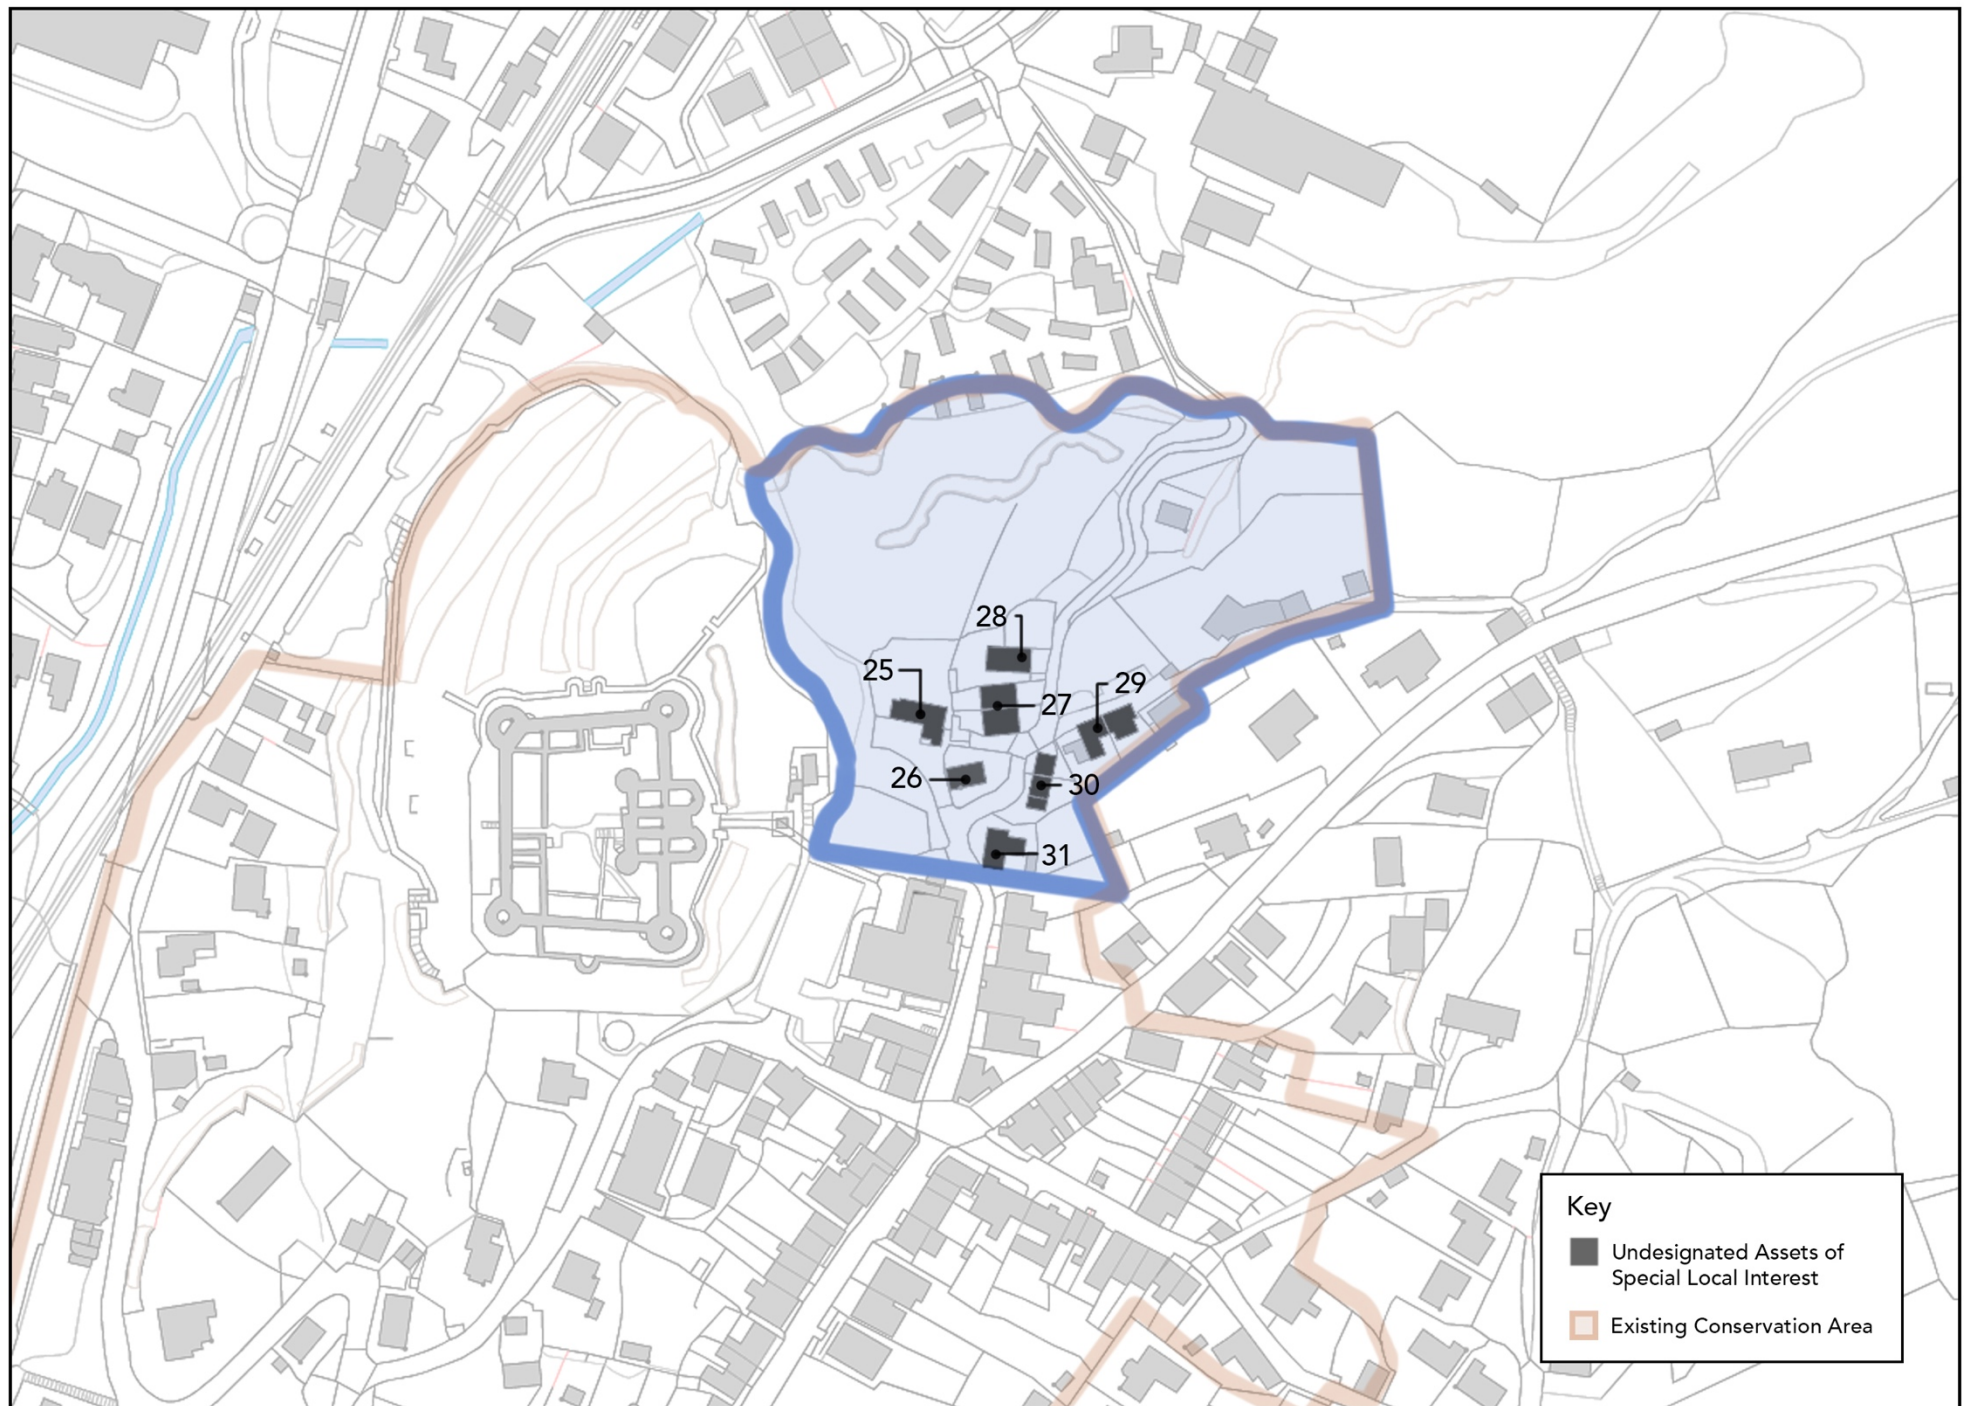 28
25
29
27
26
30
31
Key
Undesignated Assets of
Special Local Interest
Existing Conservation Area